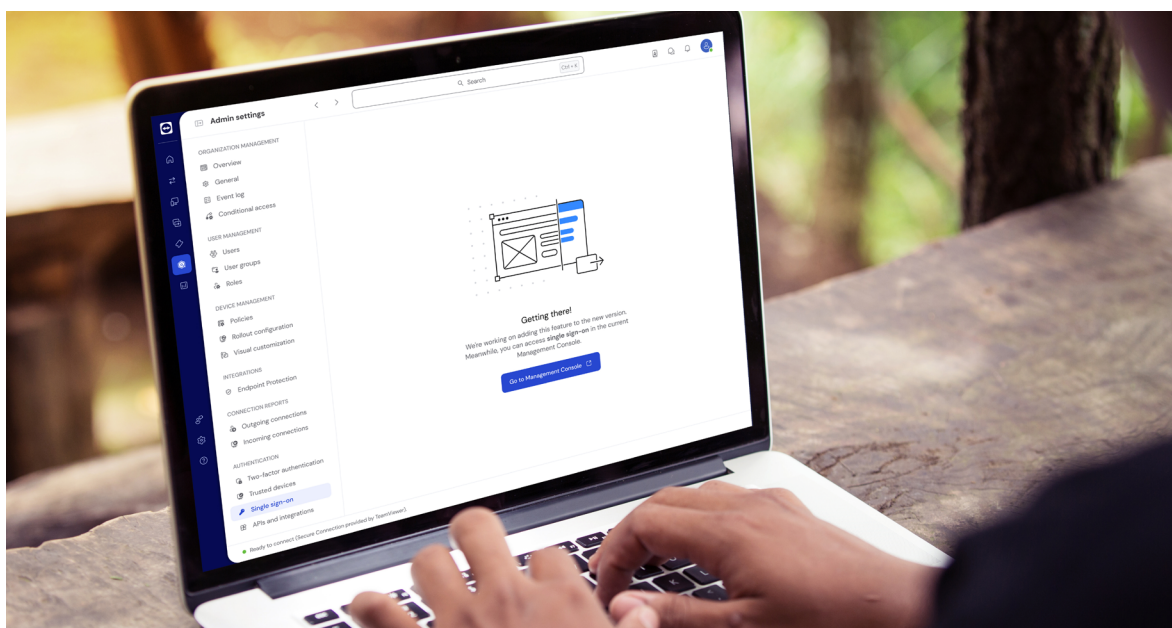 Admin settings
Search
Ctrl + K
ORGANIZATION MANAGEMENT
Overview
General
Event log
Conditional access
USER MANAGEMENT
Users
User groups
Roles
DEVICE MANAGEMENT
Policies
Rollout configuration
Visual customization
INTEGRATIONS
Endpoint Protection
CONNECTION REPORTS
Outgoing connections
Incoming connections
AUTHENTICATION
Two-factor authentication
Trusted devices
Single sign-on
APIs and integrations
Ready to connect (Secure Connection provided by TeamViewer)
Getting there!
We're working on adding this feature to the new version.
Meanwhile, you can access single sign-on in the current
Management Console.
Go to Management Console